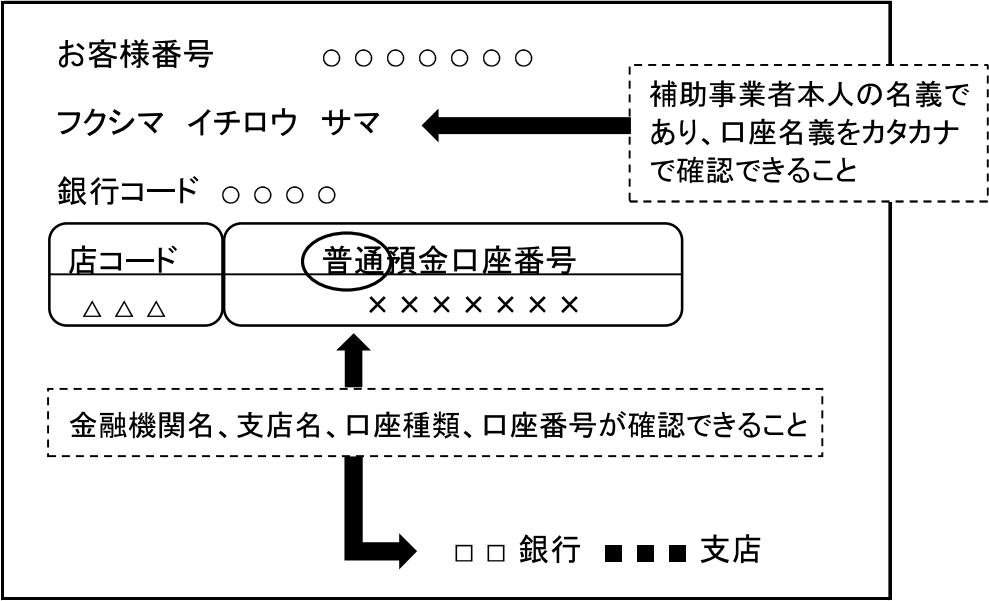 お客様番号 ○○○○○○○
補助事業者本人の名義で
あり、口座名義をカタカナ
で確認できること
フクシマ イチロウ サマ
銀行コード ○○○○
店コード 普通預金口座番号
△△△ ×××××××
金融機関名、支店名、口座種類、口座番号が確認できること
□□銀行 ■■■支店